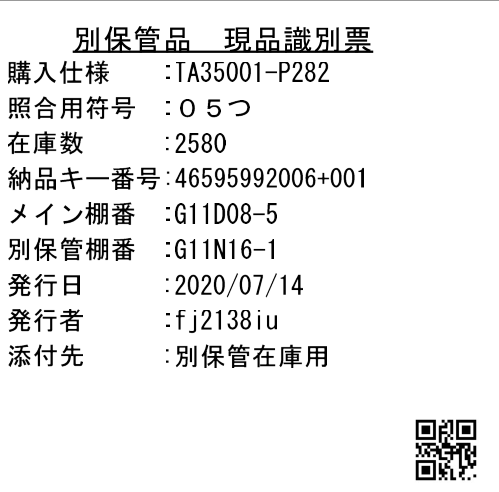 別保管品　現品識別票
購入仕様　　:TA35001-P282
照合用符号　:０５つ
在庫数　　　:2580
納品キー番号:46595992006+001
メイン棚番　:G11D08-5
別保管棚番　:G11N16-1
発行日　　　:2020/07/14
発行者　　　:fj2138iu
添付先　　　:別保管在庫用